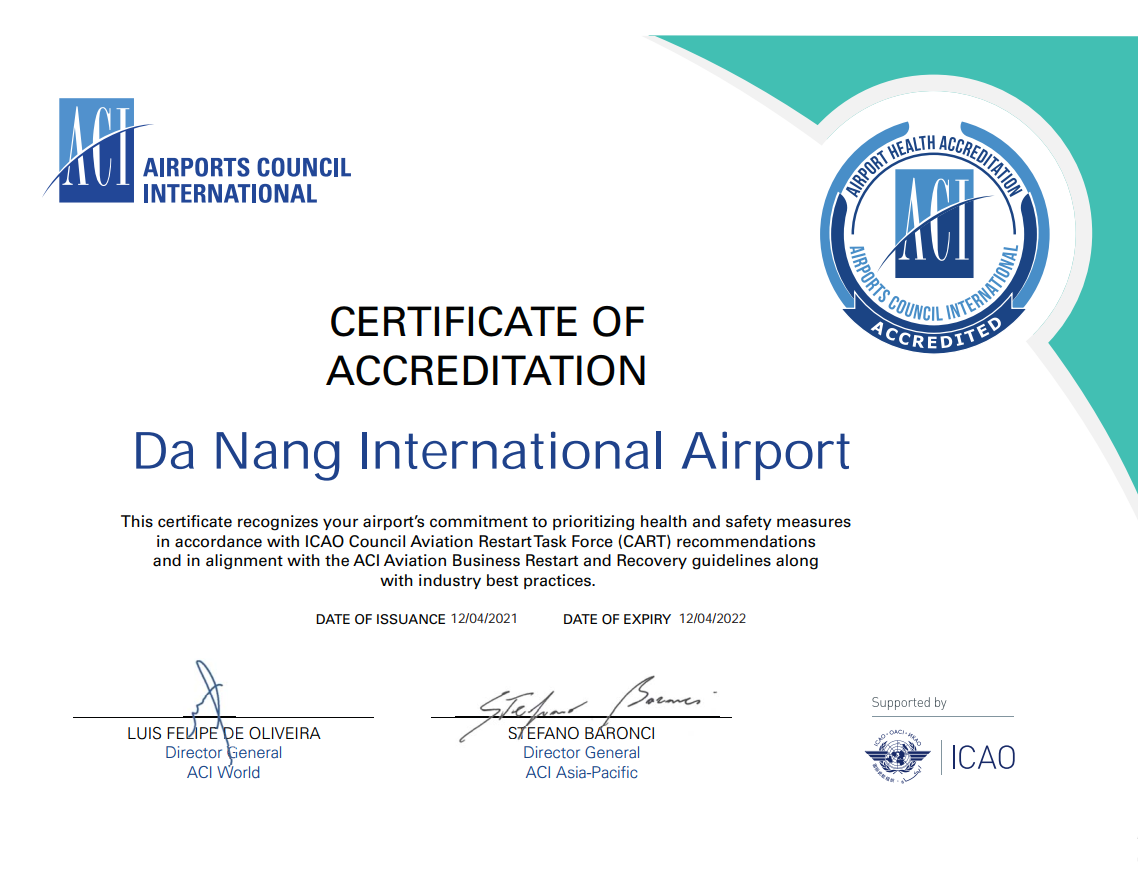 ACI
AIRPORTS COUNCIL
INTERNATIONAL
AIRPORT HEALTH ACCREDITATION
ACI
AIRPORTS COUNCIL INTERNATIONAL
ACCREDITED
CERTIFICATE OF
ACCREDITATION
Da Nang International Airport
This certificate recognizes your airport's commitment to prioritizing health and safety measures
in accordance with ICAO Council Aviation Restart Task Force (CART) recommendations
and in alignment with the ACI Aviation Business Restart and Recovery guidelines along
with industry best practices.
DATE OF ISSUANCE 12/04/2021 DATE OF EXPIRY 12/04/2022
Stefano Baronci
LUIS FELIPE DE OLIVEIRA
Director General
ACI World
STEFANO BARONCI
Director General
ACI Asia-Pacific
Supported by
ICAO · OACI · ИКАО
ICAO